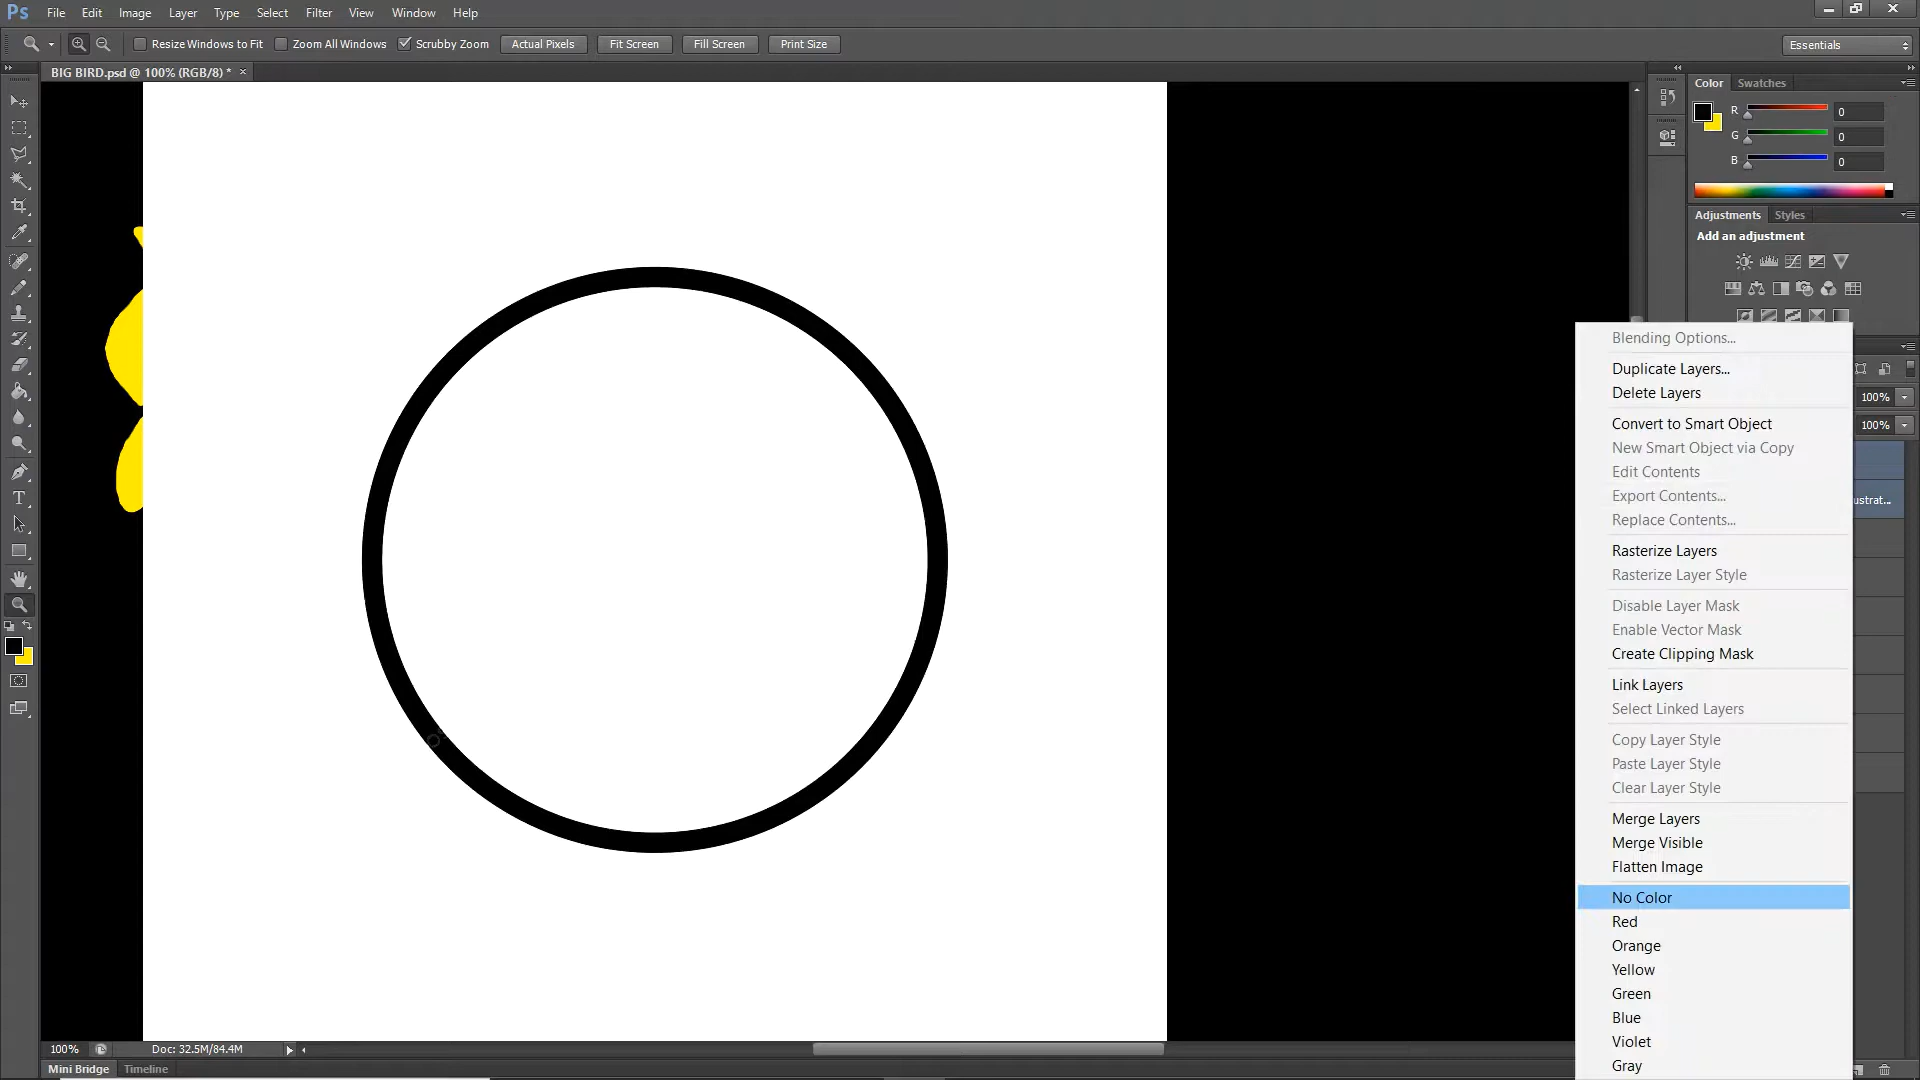 Ps File Edit Image Layer Type Select Filter View Window Help
Resize Windows to Fit Zoom All Windows Scrubby Zoom Actual Pixels Fit Screen Fill Screen Print Size Essentials
BIG BIRD.psd @ 100% (RGB/8) * ×
Color Swatches
R 0
G 0
B 0
Adjustments Styles
Add an adjustment
Blending Options...
Duplicate Layers...
Delete Layers
100%
Convert to Smart Object
100%
New Smart Object via Copy
Edit Contents
Export Contents...
ustrat...
Replace Contents...
Rasterize Layers
Rasterize Layer Style
Disable Layer Mask
Enable Vector Mask
Create Clipping Mask
Link Layers
Select Linked Layers
Copy Layer Style
Paste Layer Style
Clear Layer Style
Merge Layers
Merge Visible
Flatten Image
No Color
Red
Orange
Yellow
Green
Blue
Violet
Gray
100% Doc: 32.5M/84.4M
Mini Bridge Timeline